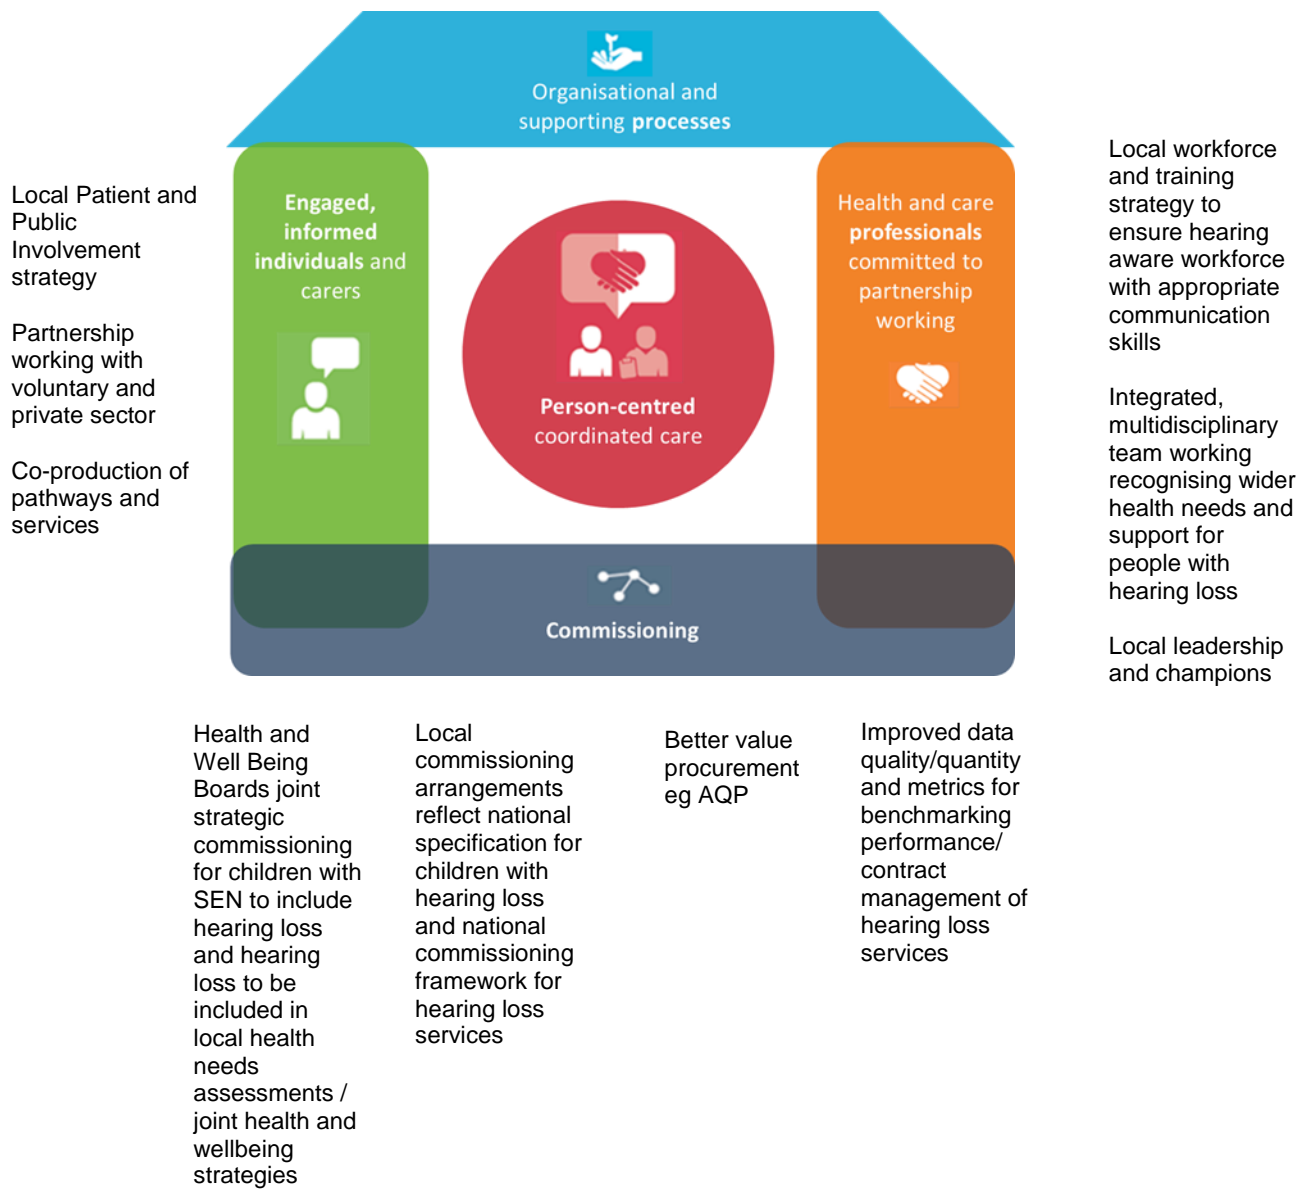 Organisational and
supporting processes
Local Patient and
Public
Involvement
strategy
Partnership
working with
voluntary and
private sector
Co-production of
pathways and
services
Engaged,
informed
individuals and
carers
Person-centred
coordinated care
Health and care
professionals
committed to
partnership
working
Local workforce
and training
strategy to
ensure hearing
aware workforce
with appropriate
communication
skills
Integrated,
multidisciplinary
team working
recognising wider
health needs and
support for
people with
hearing loss
Local leadership
and champions
Commissioning
Health and
Well Being
Boards joint
strategic
commissioning
for children with
SEN to include
hearing loss
and hearing
loss to be
included in
local health
needs
assessments /
joint health and
wellbeing
strategies
Local
commissioning
arrangements
reflect national
specification for
children with
hearing loss
and national
commissioning
framework for
hearing loss
services
Better value
procurement
eg AQP
Improved data
quality/quantity
and metrics for
benchmarking
performance/
contract
management of
hearing loss
services